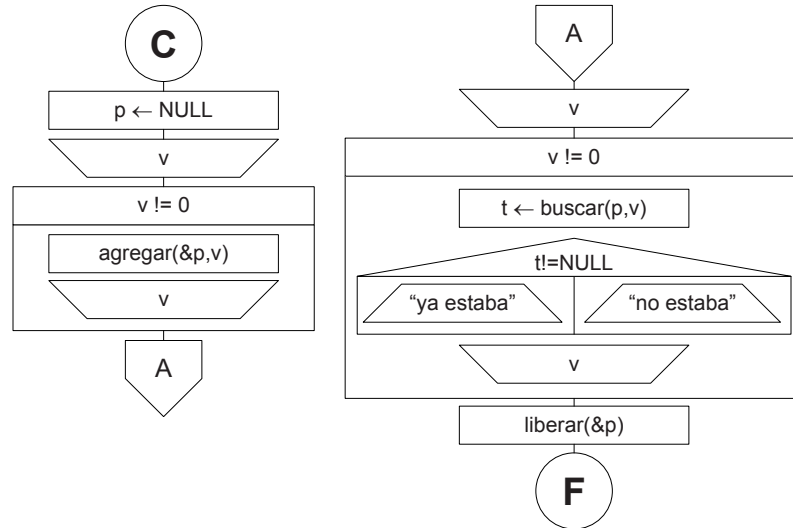 C
p ← NULL
v
v != 0
agregar(&p,v)
v
A
A
v
v != 0
t ← buscar(p,v)
t!=NULL
“ya estaba” “no estaba”
v
liberar(&p)
F